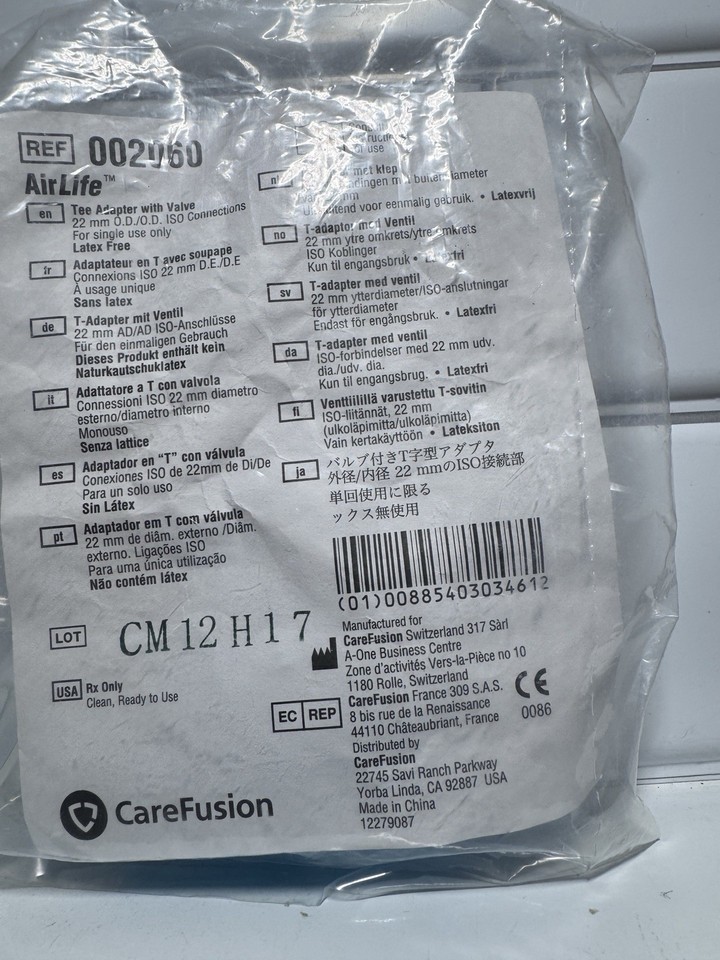 REF 002060
AirLife™
en Tee Adapter with Valve
22 mm O.D./O.D. ISO Connections
For single use only
Latex Free
fr Adaptateur en T avec soupape
Connexions ISO 22 mm D.E./D.E
À usage unique
Sans latex
de T-Adapter mit Ventil
22 mm AD/AD ISO-Anschlüsse
Für den einmaligen Gebrauch
Dieses Produkt enthält kein
Naturkautschuklatex
it Adattatore a T con valvola
Connessioni ISO 22 mm diametro
esterno/diametro interno
Monouso
Senza lattice
es Adaptador en “T” con válvula
Conexiones ISO de 22mm de Di/De
Para un solo uso
Sin Látex
pt Adaptador em T com válvula
22 mm de diâm. externo /Diâm.
externo. Ligações ISO
Para uma única utilização
Não contém látex
LOT CM12H17
USA Rx Only
Clean, Ready to Use
CareFusion
use
nl met klep
diameter
voor eenmalig gebruik. • Latexvrij
no T-adapter med Ventil
22 mm ytre omkrets/ytre omkrets
ISO Koblinger
Kun til engangsbruk •
sv T-adapter med ventil
22 mm ytterdiameter/ISO-anslutningar
för ytterdiameter
Endast för engångsbruk. • Latexfri
da T-adapter med ventil
ISO-forbindelser med 22 mm udv.
dia./udv. dia.
Kun til engangsbrug. • Latexfri
fi Venttiilillä varustettu T-sovitin
ISO-liitännät, 22 mm
(ulkoläpimitta/ulkoläpimitta)
Vain kertakäyttöön • Lateksiton
ja バルブ付きT字型アダプタ
外径/内径 22 mmのISO接続部
単回使用に限る
ックス無使用
(01)00885403034612
Manufactured for
CareFusion Switzerland 317 Sàrl
A-One Business Centre
Zone d'activités Vers-la-Pièce no 10
1180 Rolle, Switzerland
EC REP CareFusion France 309 S.A.S.
8 bis rue de la Renaissance
44110 Châteaubriant, France
CE
0086
Distributed by
CareFusion
22745 Savi Ranch Parkway
Yorba Linda, CA 92887 USA
Made in China
12279087